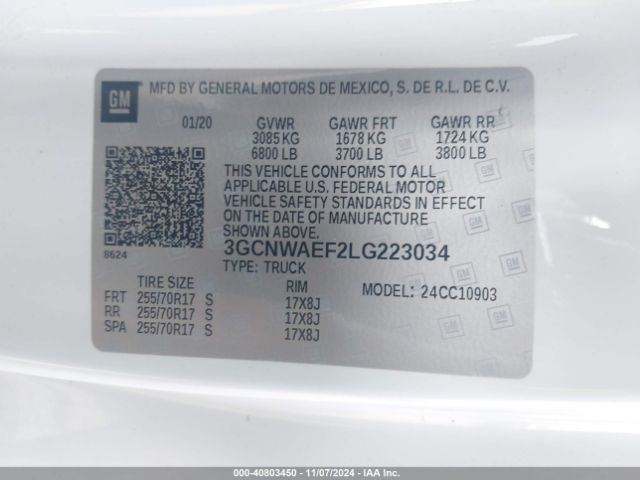 GM
MFD BY GENERAL MOTORS DE MEXICO, S. DE R.L. DE C.V.
01/20 GVWR GAWR FRT GAWR RR
3085 KG 1678 KG 1724 KG
6800 LB 3700 LB 3800 LB
THIS VEHICLE CONFORMS TO ALL
APPLICABLE U.S. FEDERAL MOTOR
VEHICLE SAFETY STANDARDS IN EFFECT
ON THE DATE OF MANUFACTURE
SHOWN ABOVE.
8624
3GCNWAEF2LG223034
TYPE: TRUCK
TIRE SIZE RIM MODEL: 24CC10903
FRT 255/70R17 S 17X8J
RR 255/70R17 S 17X8J
SPA 255/70R17 S 17X8J
000-40803450 - 11/07/2024 - IAAI.COM